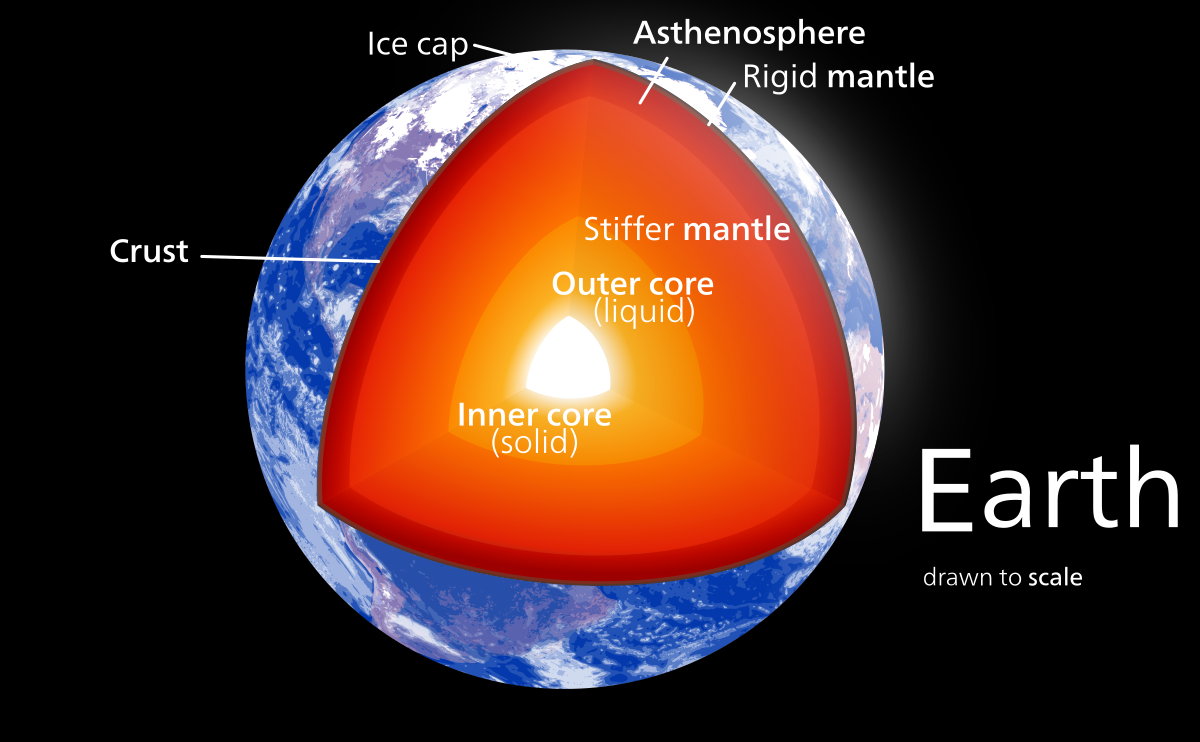 Ice cap
Asthenosphere
Rigid mantle
Stiffer mantle
Crust
Outer core
(liquid)
Inner core
(solid)
Earth
drawn to scale